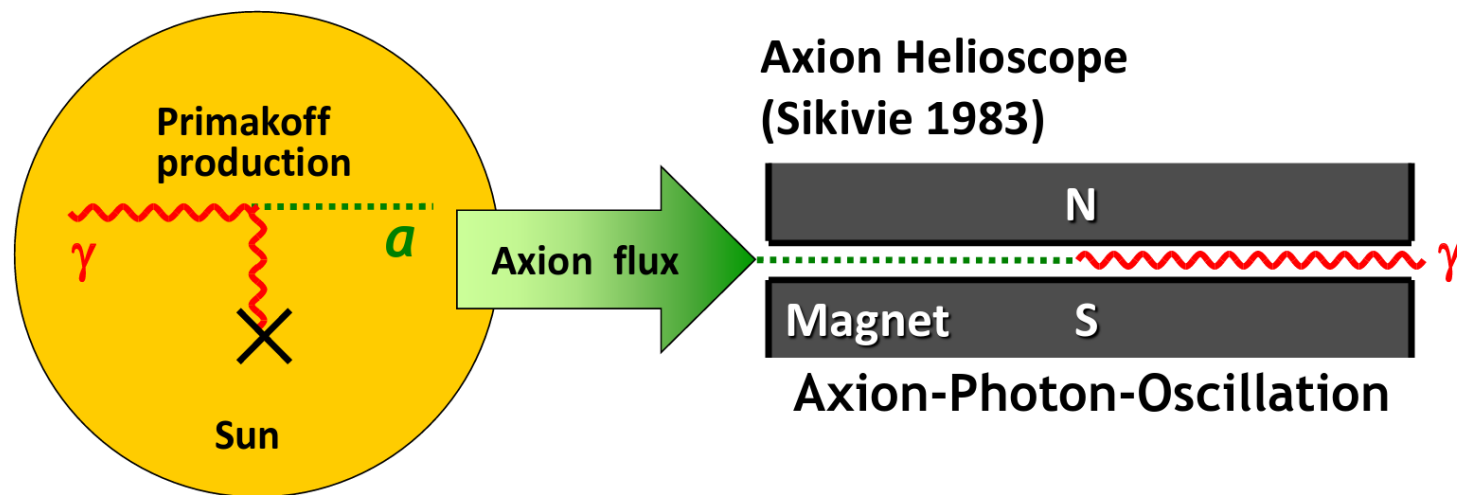 Primakoff
production
γ
a
Sun
Axion flux
Axion Helioscope
(Sikivie 1983)
N
γ
Magnet S
Axion-Photon-Oscillation